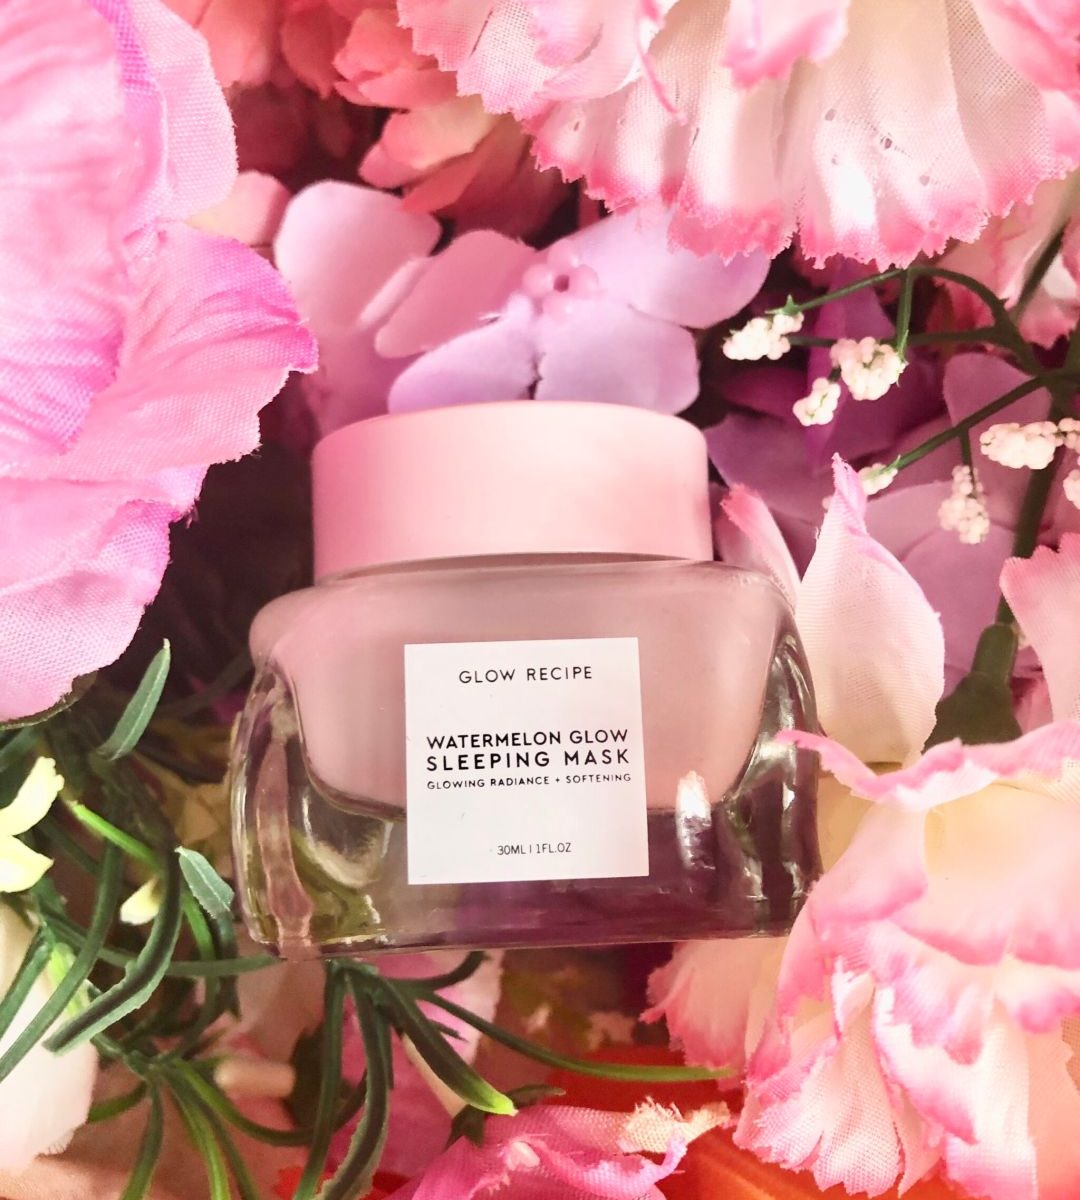 GLOW RECIPE
WATERMELON GLOW
SLEEPING MASK
GLOWING RADIANCE + SOFTENING
30ML | 1FL.OZ